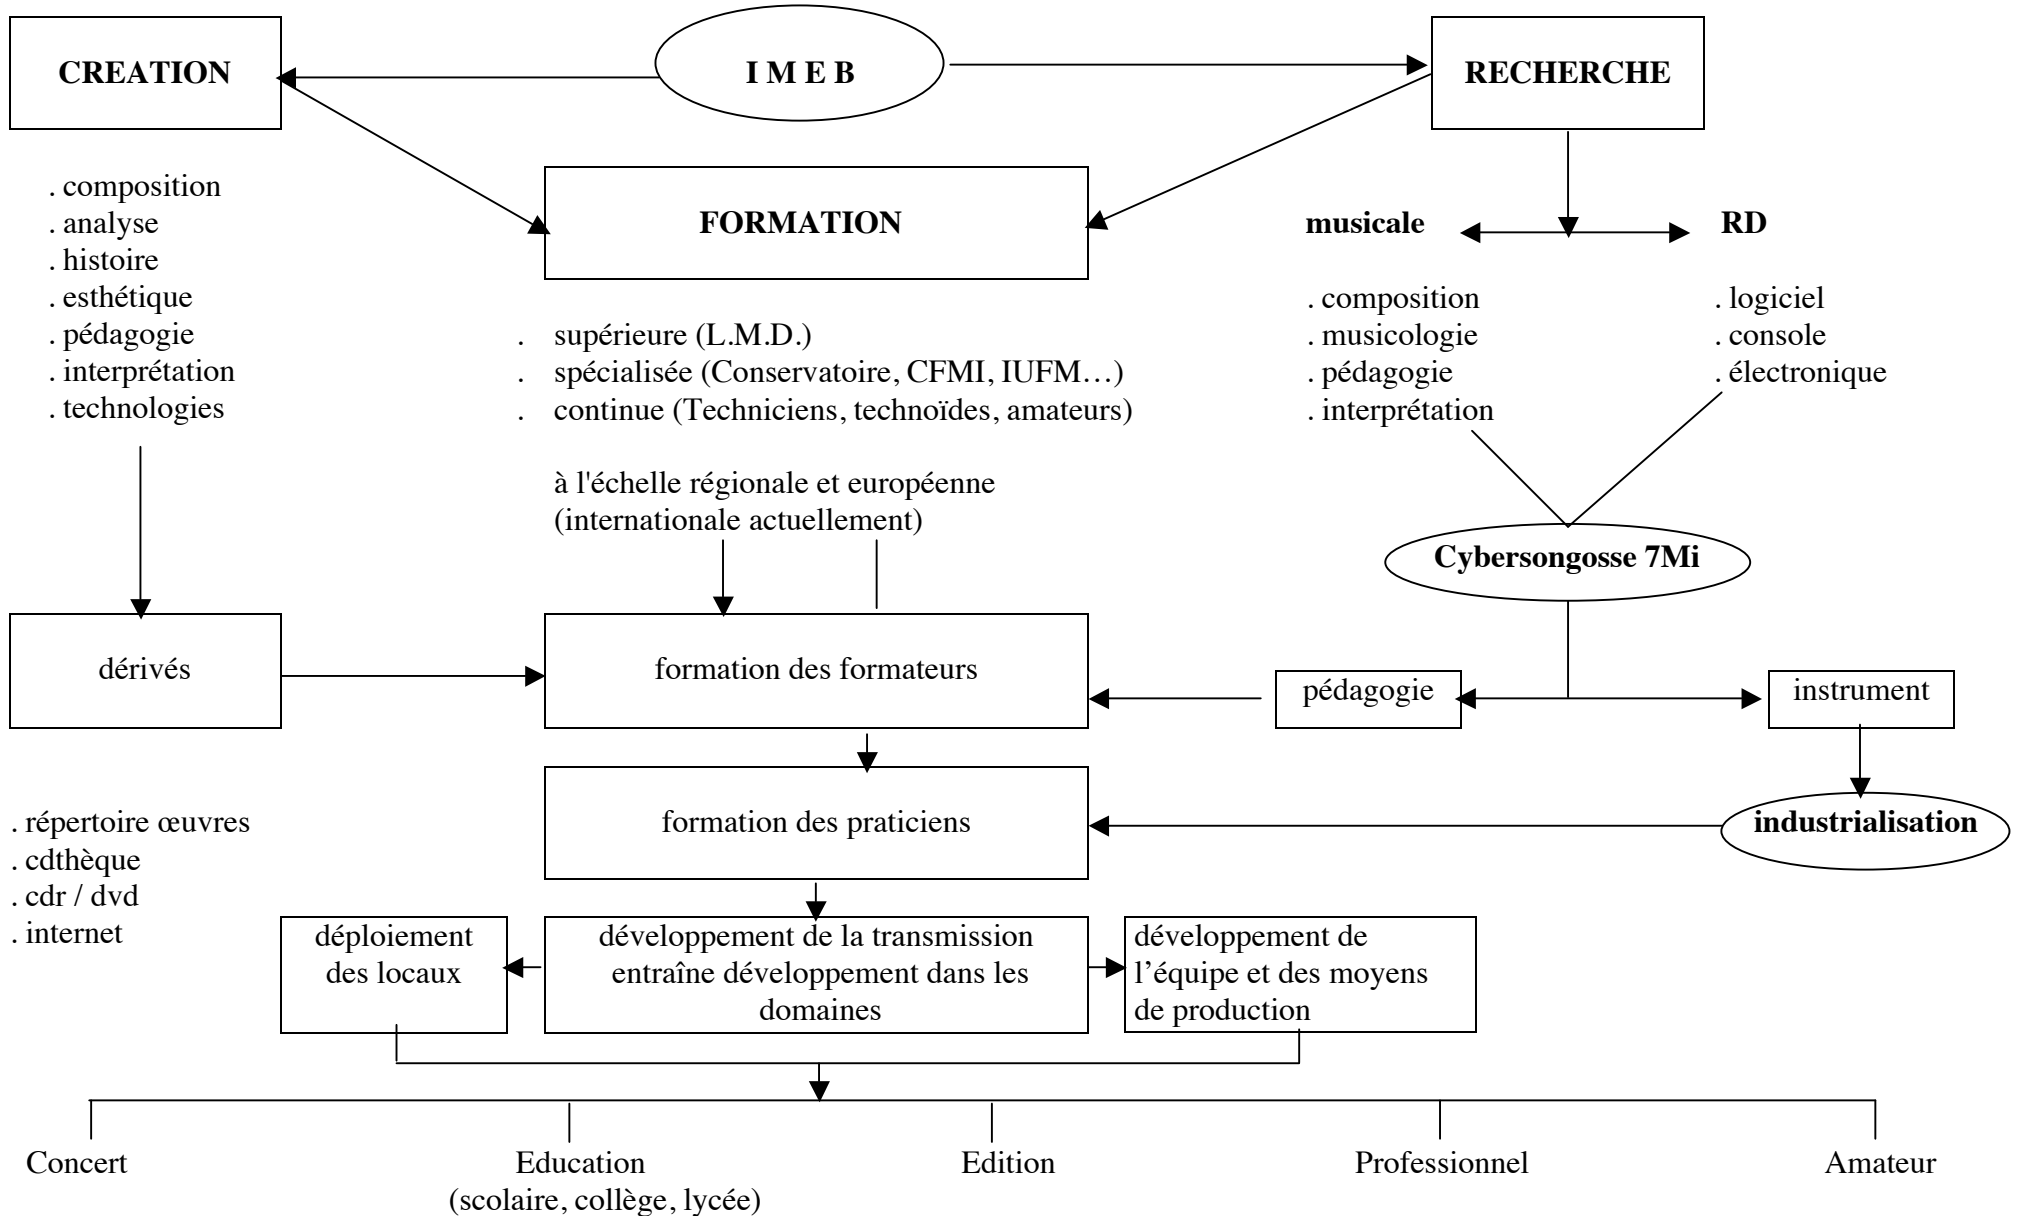 CREATION
I M E B
RECHERCHE
. composition
. analyse
. histoire
. esthétique
. pédagogie
. interprétation
. technologies
FORMATION
. supérieure (L.M.D.)
. spécialisée (Conservatoire, CFMI, IUFM…)
. continue (Techniciens, technoïdes, amateurs)
à l'échelle régionale et européenne
(internationale actuellement)
musicale
. composition
. musicologie
. pédagogie
. interprétation
RD
. logiciel
. console
. électronique
Cybersongosse 7Mi
dérivés
formation des formateurs
pédagogie
instrument
. répertoire œuvres
. cdthèque
. cdr / dvd
. internet
formation des praticiens
industrialisation
déploiement
des locaux
développement de la transmission
entraîne développement dans les
domaines
développement de
l’équipe et des moyens
de production
Concert
Education
(scolaire, collège, lycée)
Edition
Professionnel
Amateur